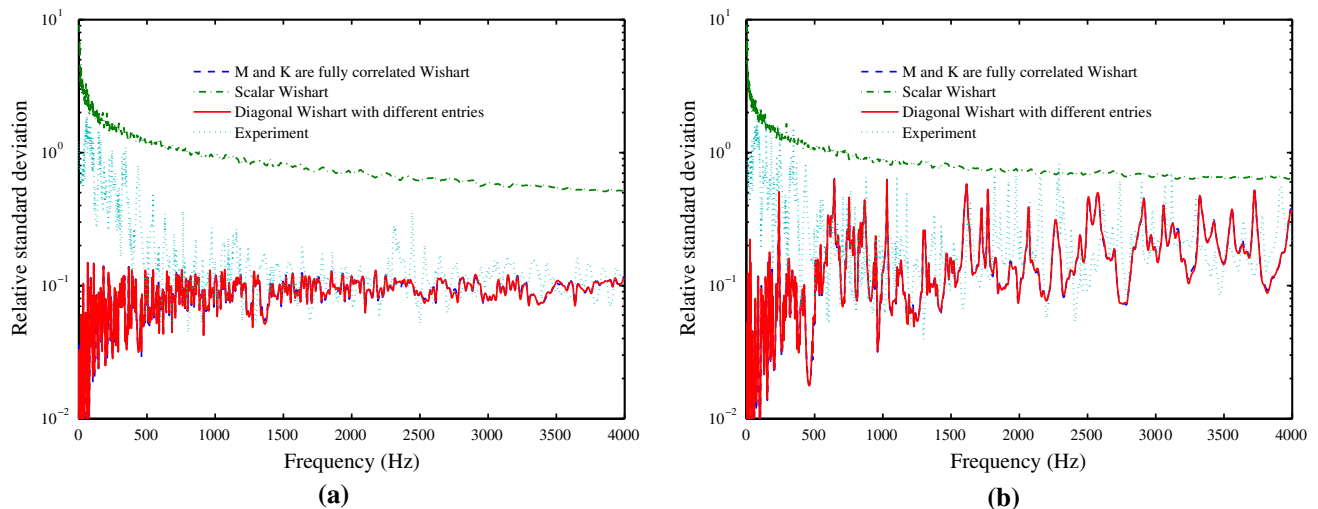 10^1
10^0
10^-1
10^-2
Relative standard deviation
M and K are fully correlated Wishart
Scalar Wishart
Diagonal Wishart with different entries
Experiment
0 500 1000 1500 2000 2500 3000 3500 4000
Frequency (Hz)
(a)
10^1
10^0
10^-1
10^-2
Relative standard deviation
M and K are fully correlated Wishart
Scalar Wishart
Diagonal Wishart with different entries
Experiment
0 500 1000 1500 2000 2500 3000 3500 4000
Frequency (Hz)
(b)